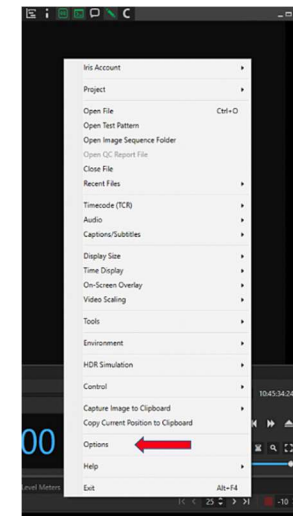 Iris Account
Project
Open File Ctrl+O
Open Test Pattern
Open Image Sequence Folder
Open QC Report File
Close File
Recent Files
Timecode (TCR)
Audio
Captions/Subtitles
Display Size
Time Display
On-Screen Overlay
Video Scaling
Tools
Environment
HDR Simulation
Control
10:45:34:24
Capture Image to Clipboard
Copy Current Position to Clipboard
00
Options
Help
Level Meters
Exit Alt+F4
25
-10